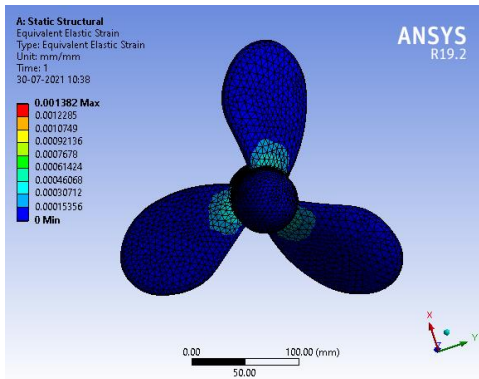 A: Static Structural
Equivalent Elastic Strain
Type: Equivalent Elastic Strain
Unit: mm/mm
Time: 1
30-07-2021 10:38
ANSYS
R19.2
0.001382 Max
0.0012285
0.0010749
0.00092136
0.0007678
0.00061424
0.00046068
0.00030712
0.00015356
0 Min
0.00
100.00 (mm)
50.00
X
Y
Z